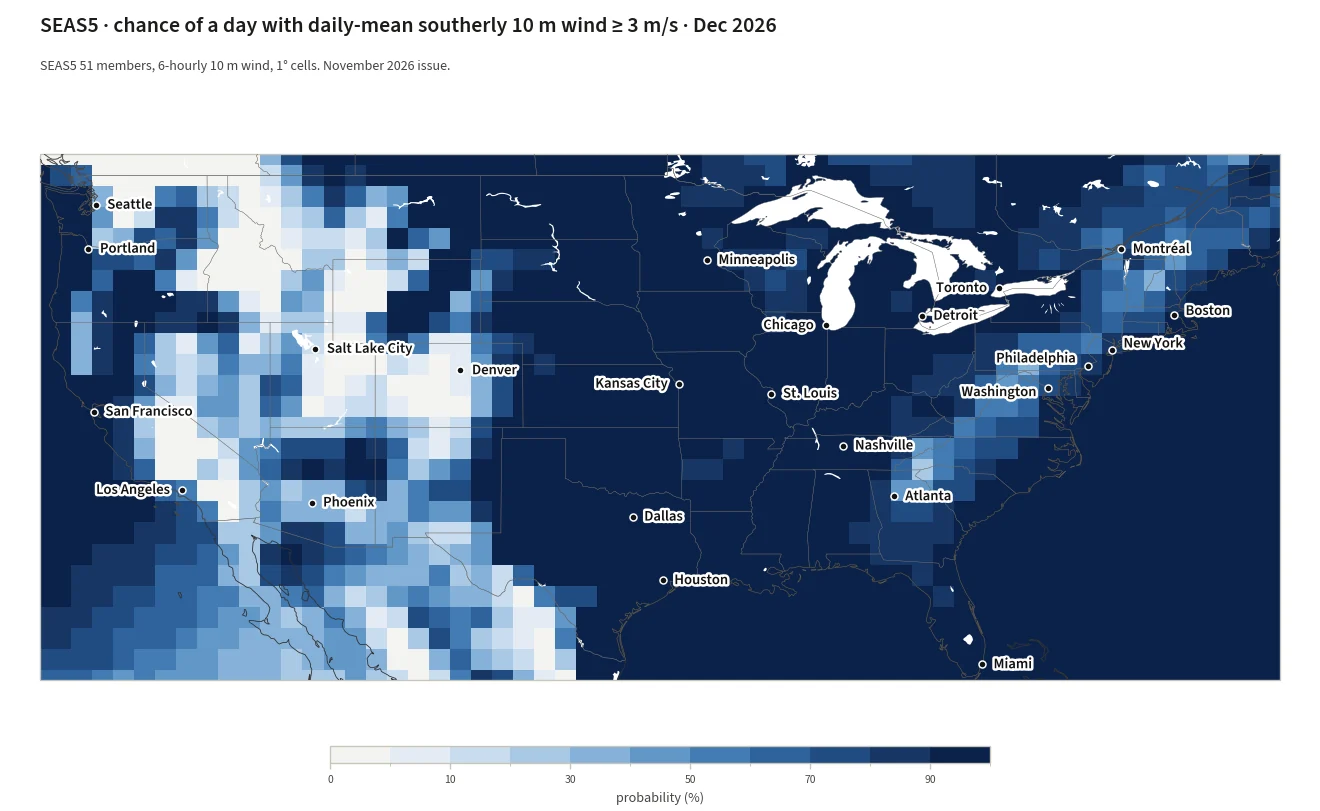 SEAS5 · chance of a day with daily-mean southerly 10 m wind ≥ 3 m/s · Dec 2026
SEAS5 51 members, 6-hourly 10 m wind, 1° cells. November 2026 issue.
Seattle
Portland
Montréal
Minneapolis
Toronto
Boston
Chicago
Detroit
New York
Salt Lake City
Philadelphia
Denver
Kansas City
St. Louis
Washington
San Francisco
Nashville
Los Angeles
Phoenix
Atlanta
Dallas
Houston
Miami
0 10 30 50 70 90
probability (%)